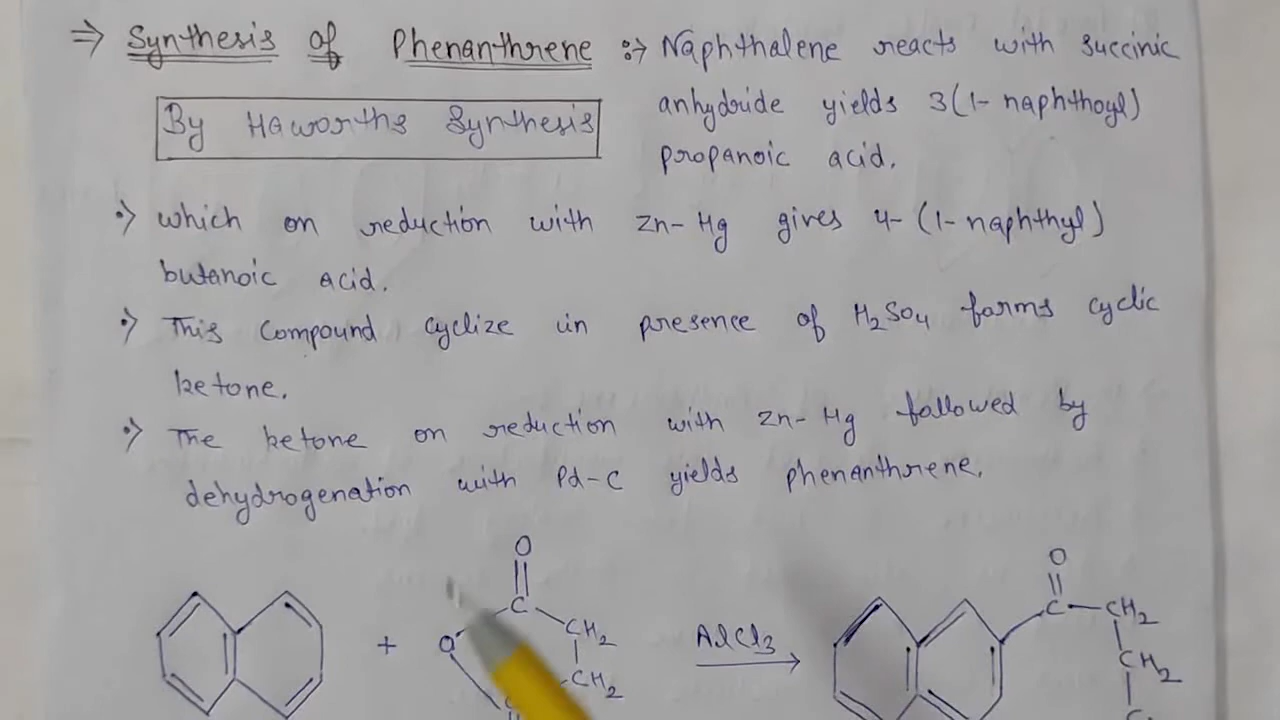 ⇒ Synthesis of Phenanthrene :→ Naphthalene reacts with succinic
By Haworths Synthesis
anhydride yields 3(1-naphthoyl)
propanoic acid.
:) which on reduction with Zn-Hg gives 4-(1-naphthyl)
butanoic acid.
:) This compound cyclize in presence of H₂SO₄ forms cyclic
ketone.
:) The ketone on reduction with Zn-Hg followed by
dehydrogenation with Pd-C yields phenanthrene.
O
O
C
C
CH₂
+
O
CH₂
AlCl₃
CH₂
CH₂